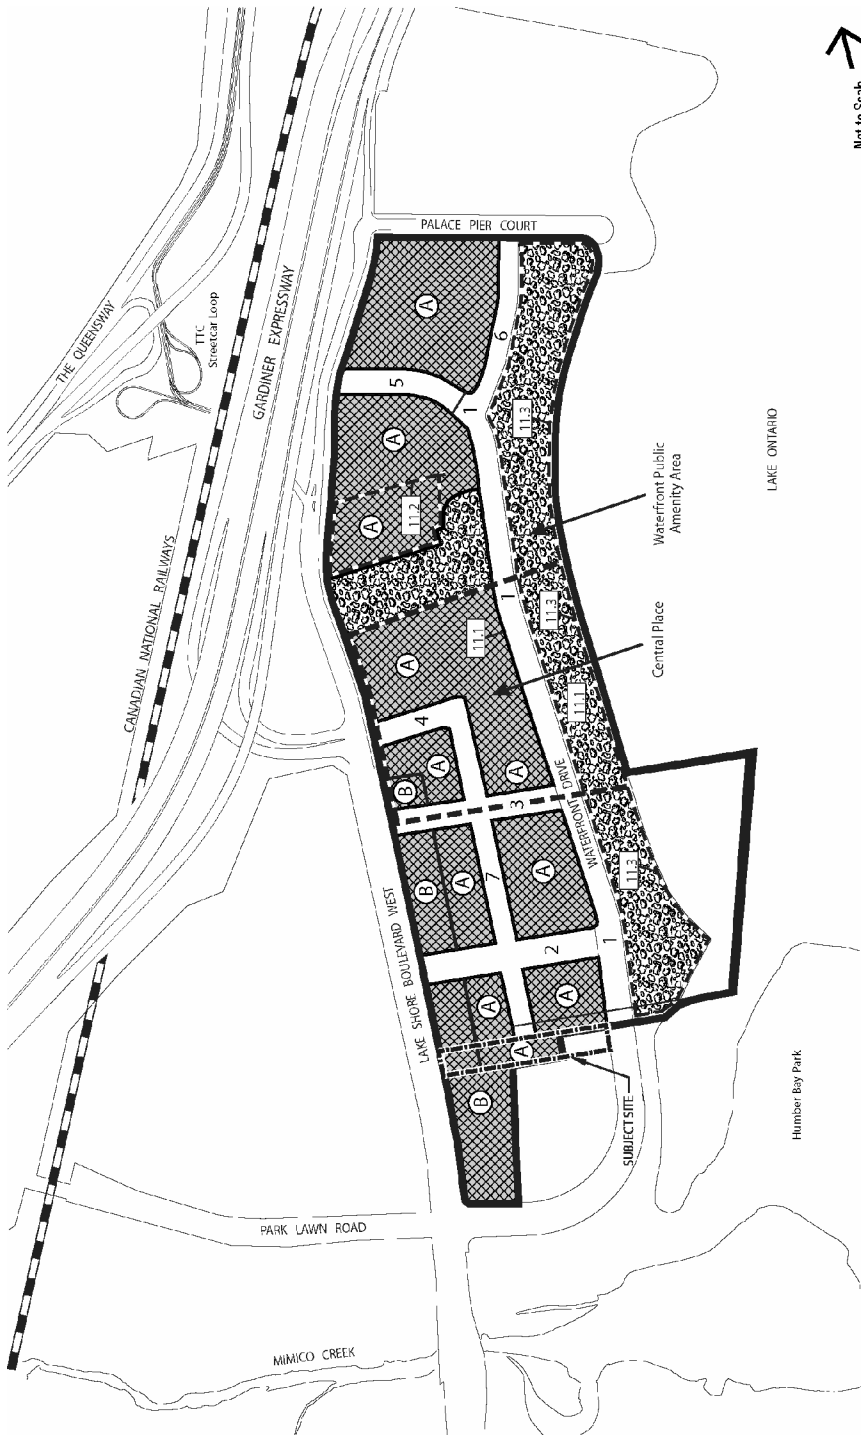 THE QUEENSWAY
TTC
Streetcar Loop
GARDINER EXPRESSWAY
CANADIAN NATIONAL RAILWAYS
PALACE PIER COURT
A
5
6
1
A
11.3
A
11.2
Waterfront Public
Amenity Area
LAKE ONTARIO
Not to Scale
1
11.1
11.3
A
Central Place
4
11.1
A
B
A
3
WATERFRONT DRIVE
B
A
7
A
11.3
LAKE SHORE BOULEVARD WEST
2
1
A
A
A
B
SUBJECT SITE
Humber Bay Park
PARK LAWN ROAD
MIMICO CREEK